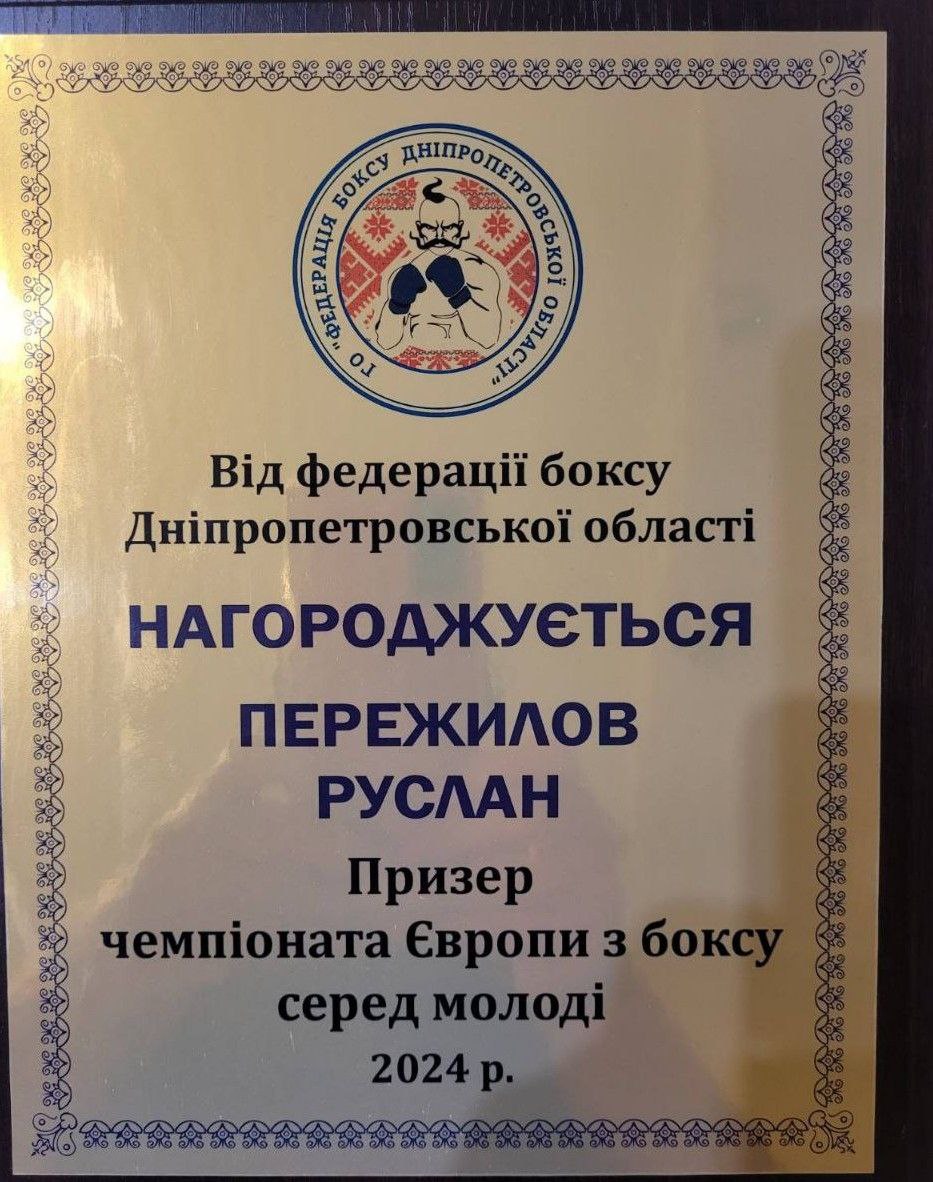 ГО "ФЕДЕРАЦІЯ БОКСУ ДНІПРОПЕТРОВСЬКОЇ ОБЛАСТІ"
Від федерації боксу
Дніпропетровської області
НАГОРОДЖУЄТЬСЯ
ПЕРЕЖИЛОВ
РУСЛАН
Призер
чемпіоната Європи з боксу
серед молоді
2024 р.